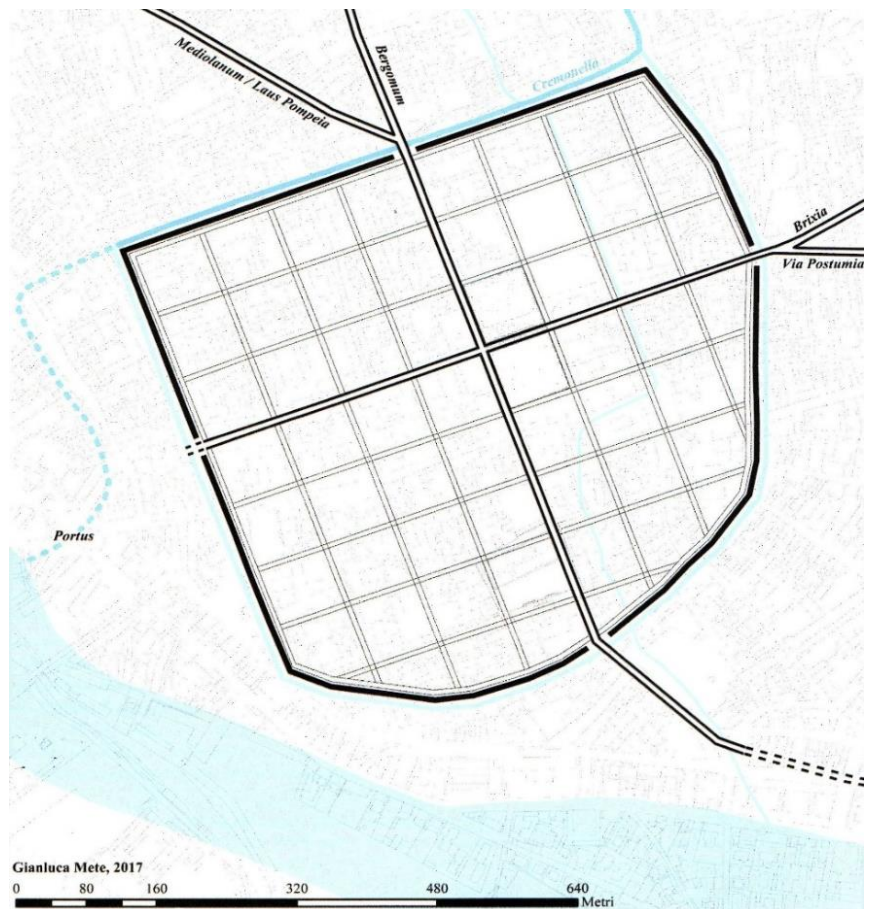 Mediolanum / Laus Pompeia
Bergomum
Cremonella
Brixia
Via Postumia
Portus
Gianluca Mete, 2017
0 80 160 320 480 640
Metri